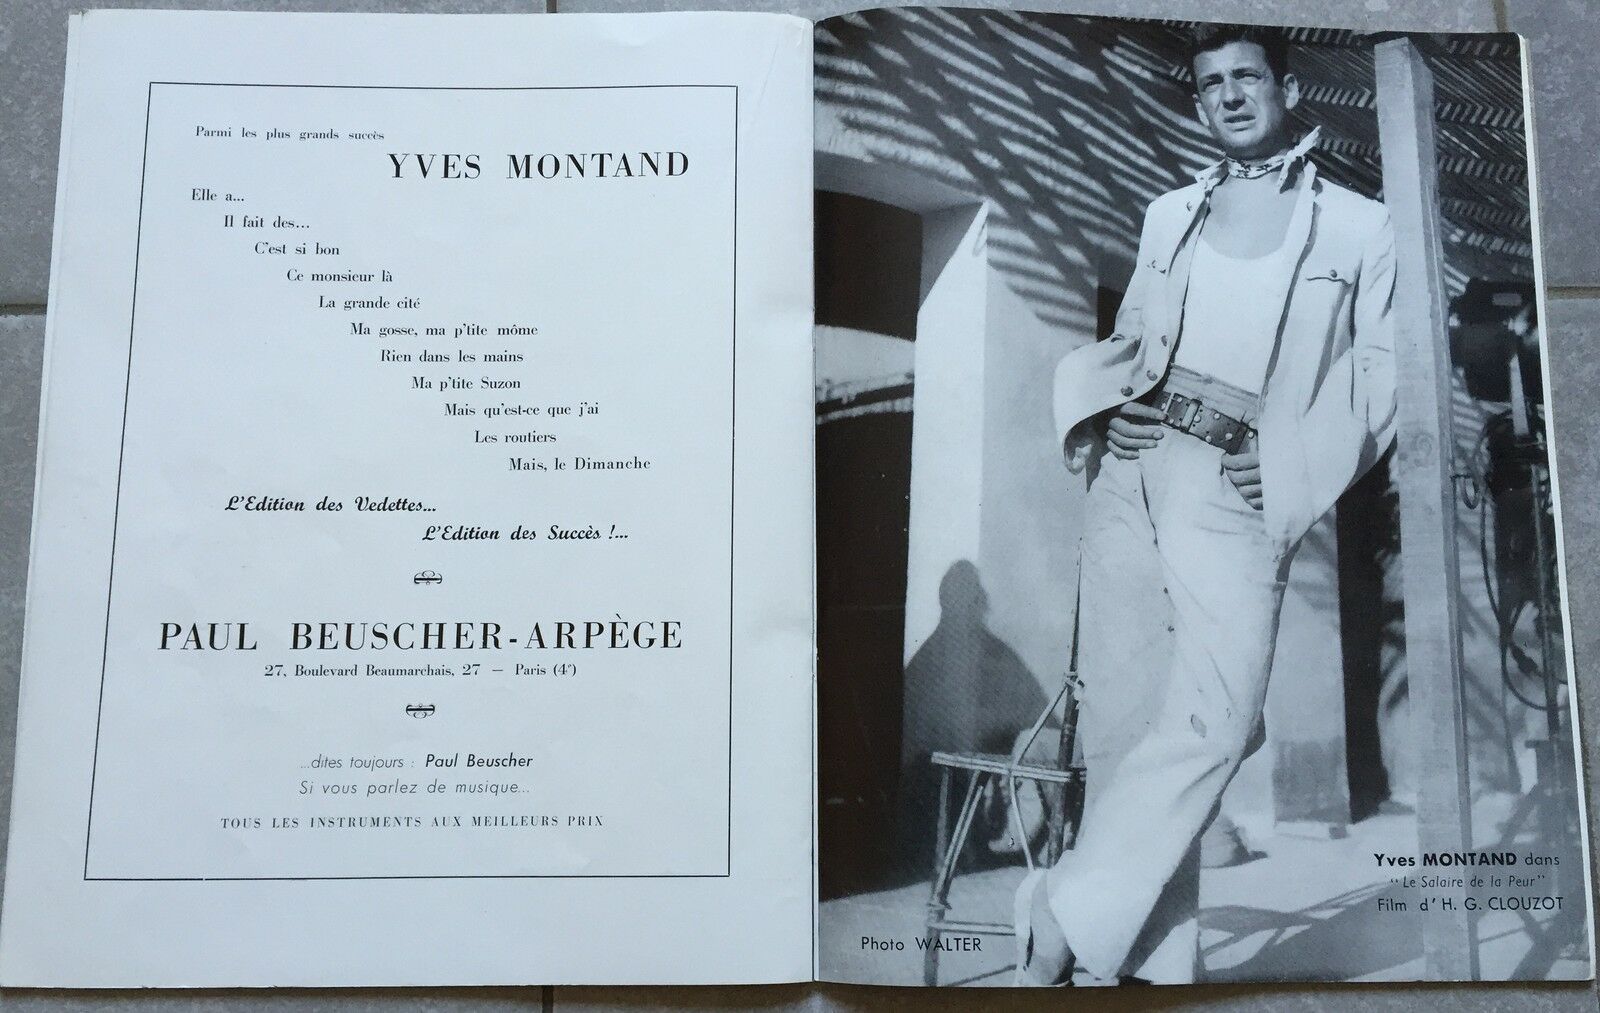 Parmi les plus grands succès
YVES MONTAND
Elle a...
Il fait des...
C'est si bon
Ce monsieur là
La grande cité
Ma gosse, ma p'tite môme
Rien dans les mains
Ma p'tite Suzon
Mais qu'est-ce que j'ai
Les routiers
Mais, le Dimanche
L'Edition des Vedettes...
L'Edition des Succès !...
PAUL BEUSCHER-ARPÈGE
27, Boulevard Beaumarchais, 27 — Paris (4°)
...dites toujours : Paul Beuscher
Si vous parlez de musique...
TOUS LES INSTRUMENTS AUX MEILLEURS PRIX
Yves MONTAND dans
"Le Salaire de la Peur"
Film d'H. G. CLOUZOT
Photo WALTER